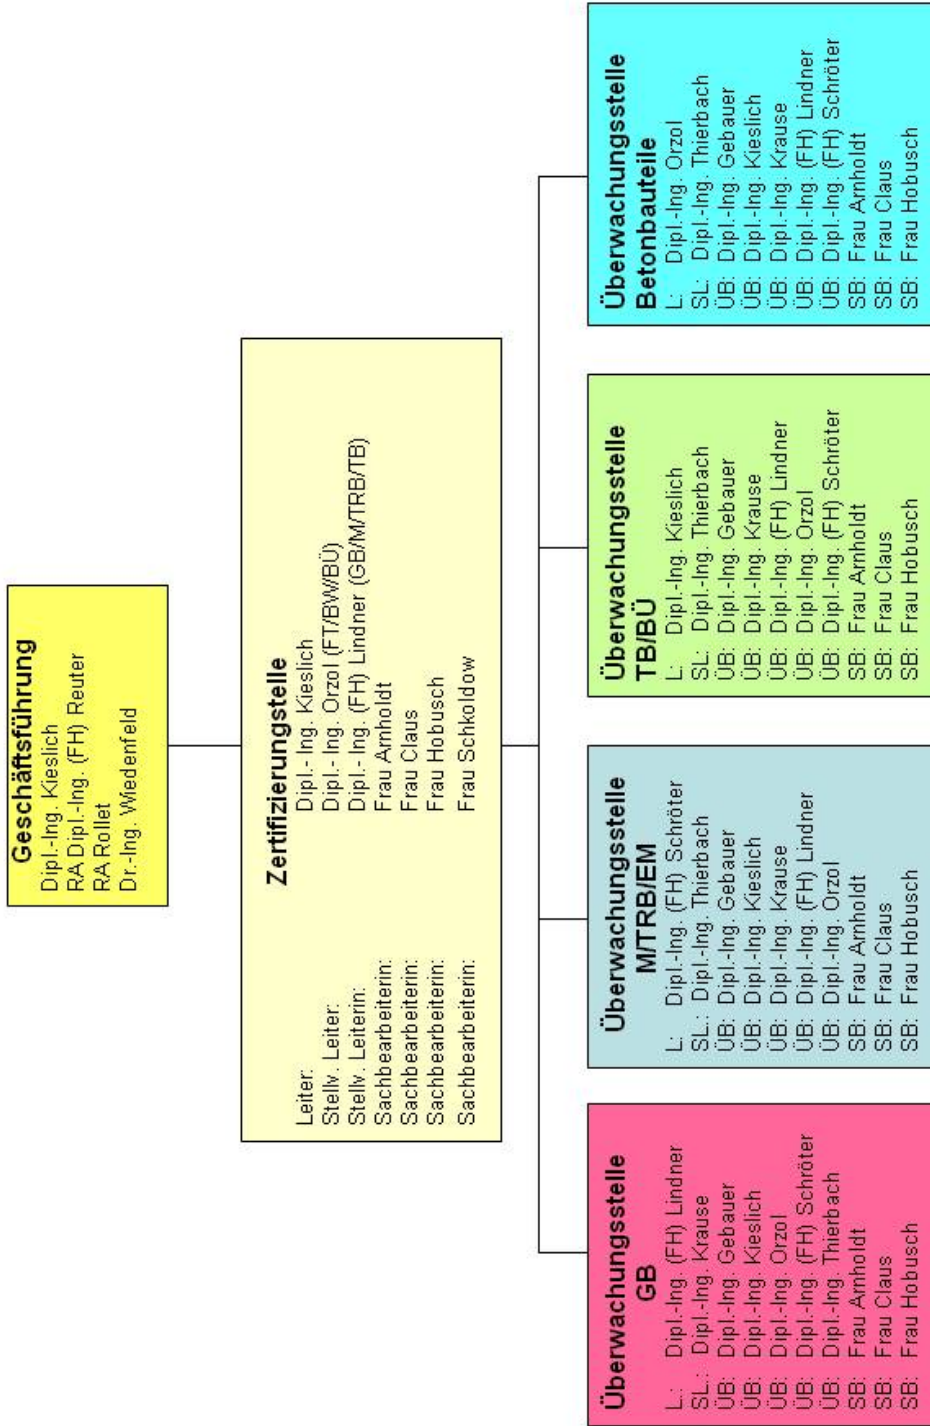 Geschäftsführung
Dipl.-Ing. Kieslich
RA Dipl.-Ing. (FH) Reuter
RA Rollet
Dr.-Ing. Wiedenfeld
Zertifizierungstelle
Leiter: Dipl.- Ing. Kieslich
Stellv. Leiter: Dipl.- Ing. Orzol (FT/BW/BÜ)
Stellv. Leiterin: Dipl.- Ing. (FH) Lindner (GB/M/TRB/TB)
Sachbearbeiterin: Frau Arnholdt
Sachbearbeiterin: Frau Claus
Sachbearbeiterin: Frau Hobusch
Sachbearbeiterin: Frau Schkoldow
Überwachungsstelle
GB
L.: Dipl.-Ing. (FH) Lindner
SL.: Dipl.-Ing. Krause
ÜB: Dipl.-Ing. Gebauer
ÜB: Dipl.-Ing. Kieslich
ÜB: Dipl.-Ing. Orzol
ÜB: Dipl.-Ing. (FH) Schröter
ÜB: Dipl.-Ing. Thierbach
SB: Frau Arnholdt
SB: Frau Claus
SB: Frau Hobusch
Überwachungsstelle
M/TRB/EM
L: Dipl.-Ing. (FH) Schröter
SL.: Dipl.-Ing. Thierbach
ÜB: Dipl.-Ing. Gebauer
ÜB: Dipl.-Ing. Kieslich
ÜB: Dipl.-Ing. Krause
ÜB: Dipl.-Ing. (FH) Lindner
ÜB: Dipl.-Ing. Orzol
SB: Frau Arnholdt
SB: Frau Claus
SB: Frau Hobusch
Überwachungsstelle
TB/BÜ
L: Dipl.-Ing. Kieslich
SL: Dipl.-Ing. Thierbach
ÜB: Dipl.-Ing. Gebauer
ÜB: Dipl.-Ing. Krause
ÜB: Dipl.-Ing. (FH) Lindner
ÜB: Dipl.-Ing. Orzol
ÜB: Dipl.-Ing. (FH) Schröter
SB: Frau Arnholdt
SB: Frau Claus
SB: Frau Hobusch
Überwachungsstelle
Betonbauteile
L: Dipl.-Ing. Orzol
SL: Dipl.-Ing. Thierbach
ÜB: Dipl.-Ing. Gebauer
ÜB: Dipl.-Ing. Kieslich
ÜB: Dipl.-Ing. Krause
ÜB: Dipl.-Ing. (FH) Lindner
ÜB: Dipl.-Ing. (FH) Schröter
SB: Frau Arnholdt
SB: Frau Claus
SB: Frau Hobusch